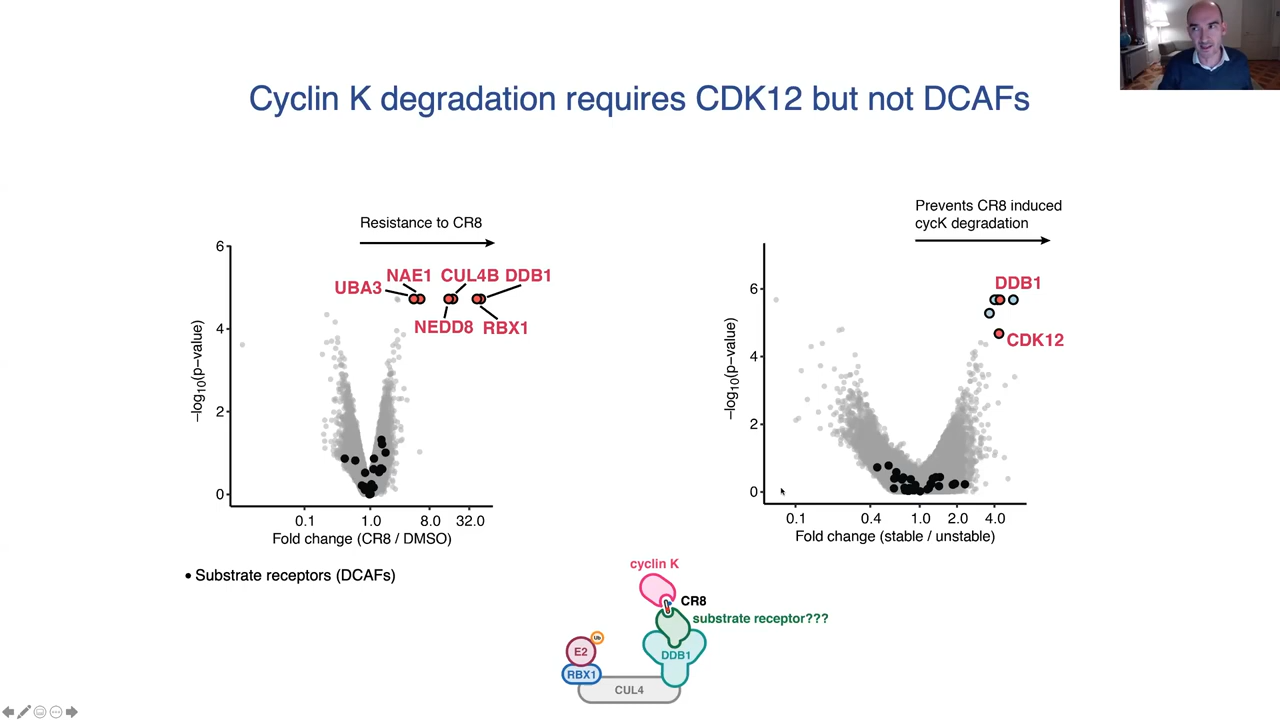 Cyclin K degradation requires CDK12 but not DCAFs
Resistance to CR8
6
4
2
0
−log10(p−value)
UBA3
NAE1
CUL4B
DDB1
NEDD8
RBX1
0.1
1.0
8.0
32.0
Fold change (CR8 / DMSO)
• Substrate receptors (DCAFs)
Prevents CR8 induced
cycK degradation
6
4
2
0
−log10(p−value)
DDB1
CDK12
0.1
0.4
1.0
2.0
4.0
Fold change (stable / unstable)
cyclin K
CR8
substrate receptor???
DDB1
Ub
E2
RBX1
CUL4